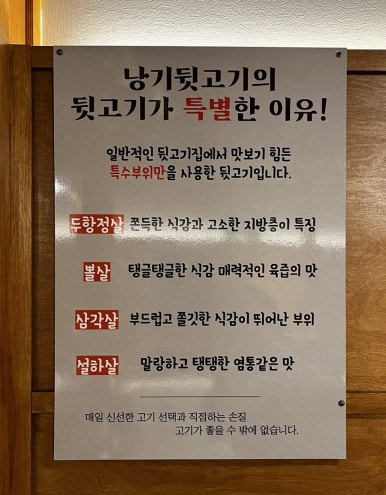 낭기뒷고기의
뒷고기가 특별한 이유!
일반적인 뒷고기집에서 맛보기 힘든
특수부위만을 사용한 뒷고기입니다.
두항정살 쫀득한 식감과 고소한 지방층이 특징
뽈살 탱글탱글한 식감 매력적인 육즙의 맛
삼각살 부드럽고 쫄깃한 식감이 뛰어난 부위
설하살 말랑하고 탱탱한 염통같은 맛
매일 신선한 고기 선택과 직접하는 손질
고기가 좋을 수 밖에 없습니다.